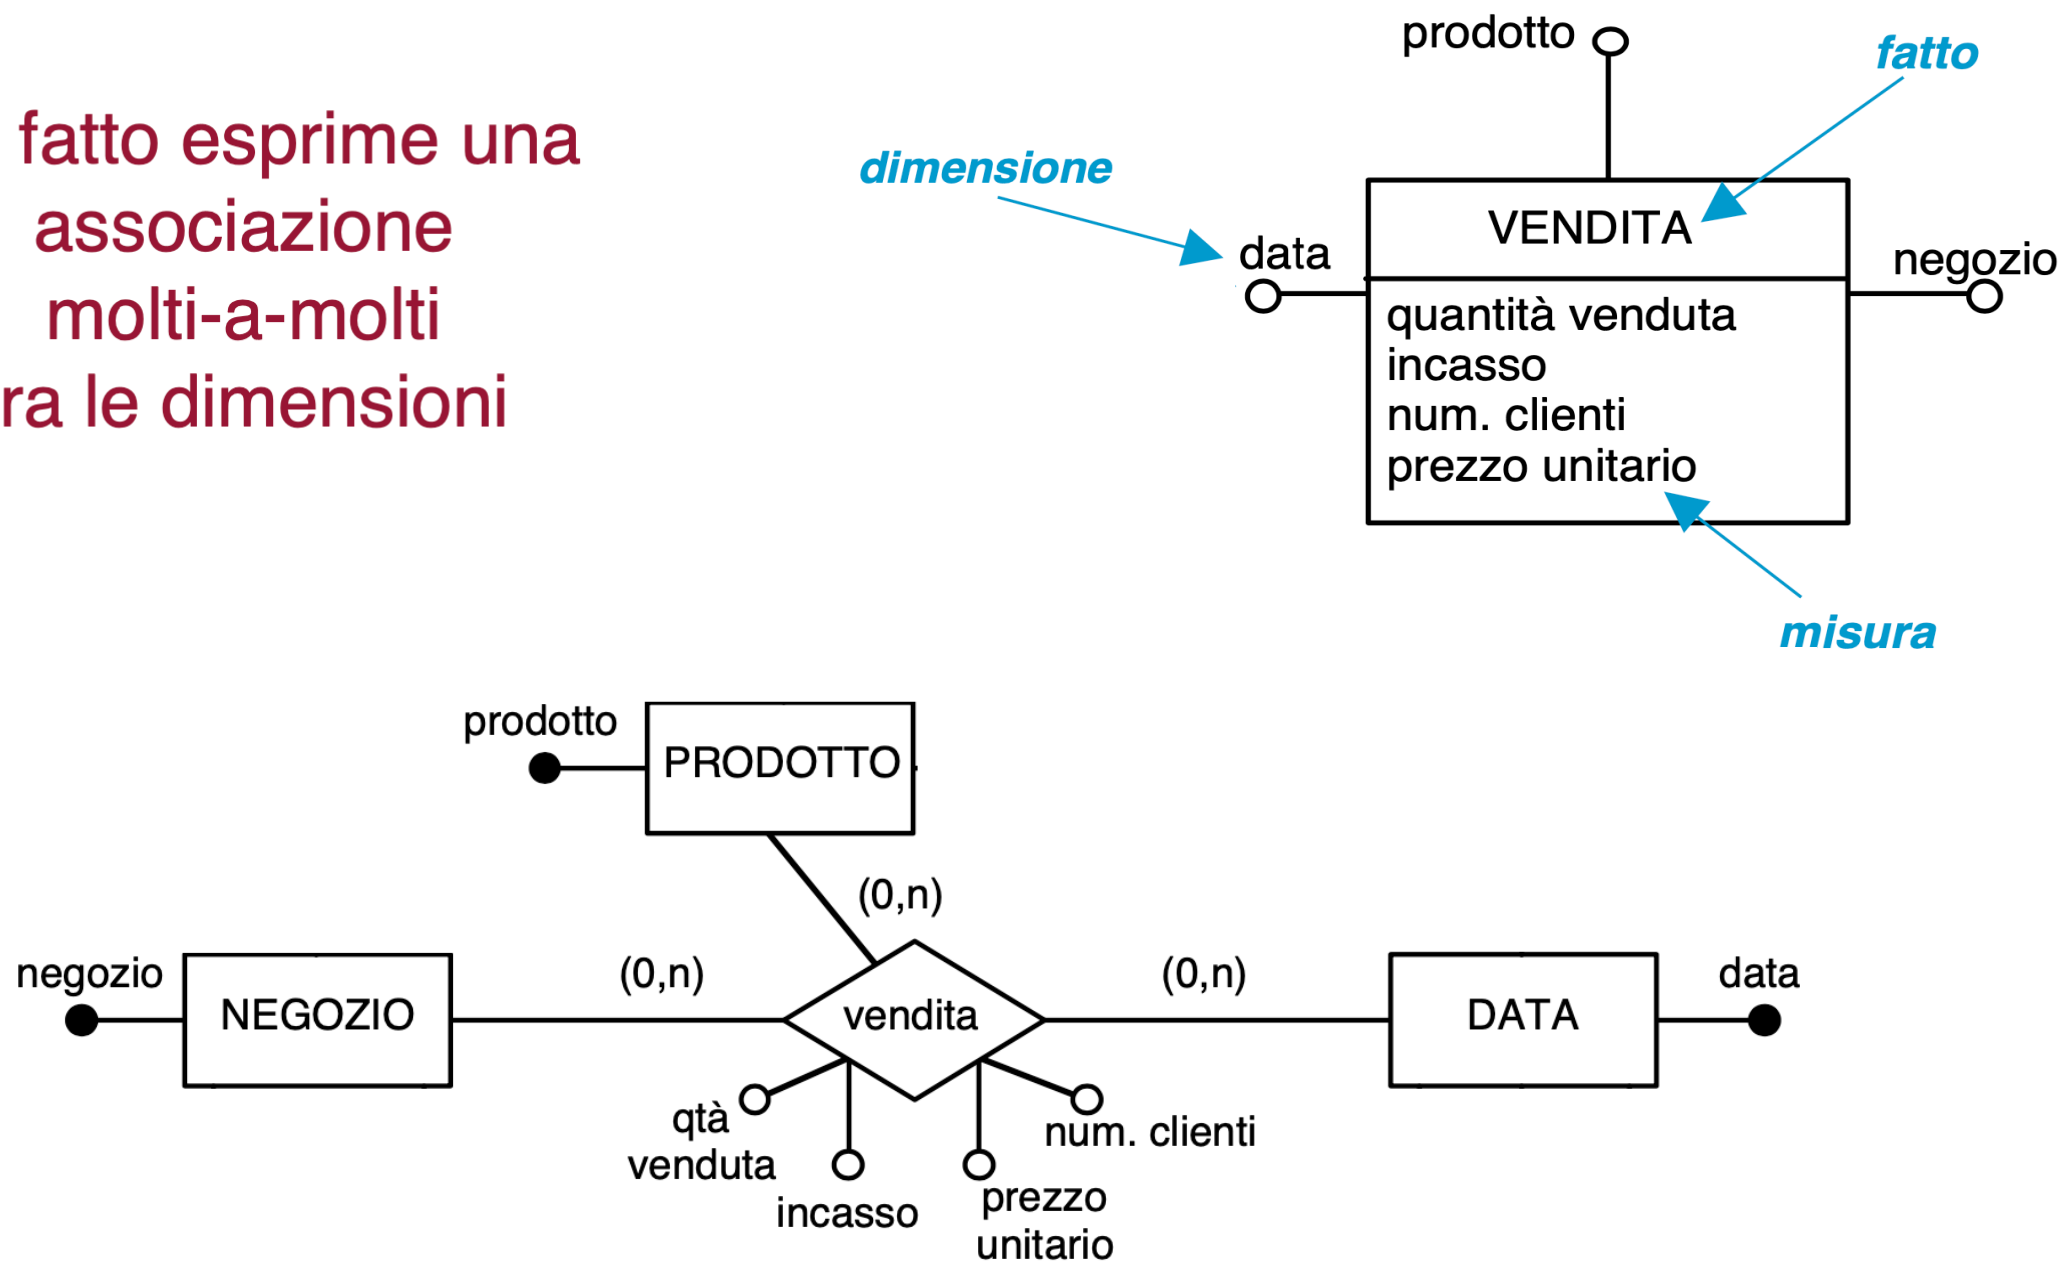 fatto esprime una
associazione
molti-a-molti
ra le dimensioni
prodotto
fatto
dimensione
VENDITA
data
negozio
quantità venduta
incasso
num. clienti
prezzo unitario
misura
prodotto
PRODOTTO
(0,n)
negozio
NEGOZIO
(0,n)
vendita
(0,n)
DATA
data
qtà
venduta
incasso
prezzo
unitario
num. clienti